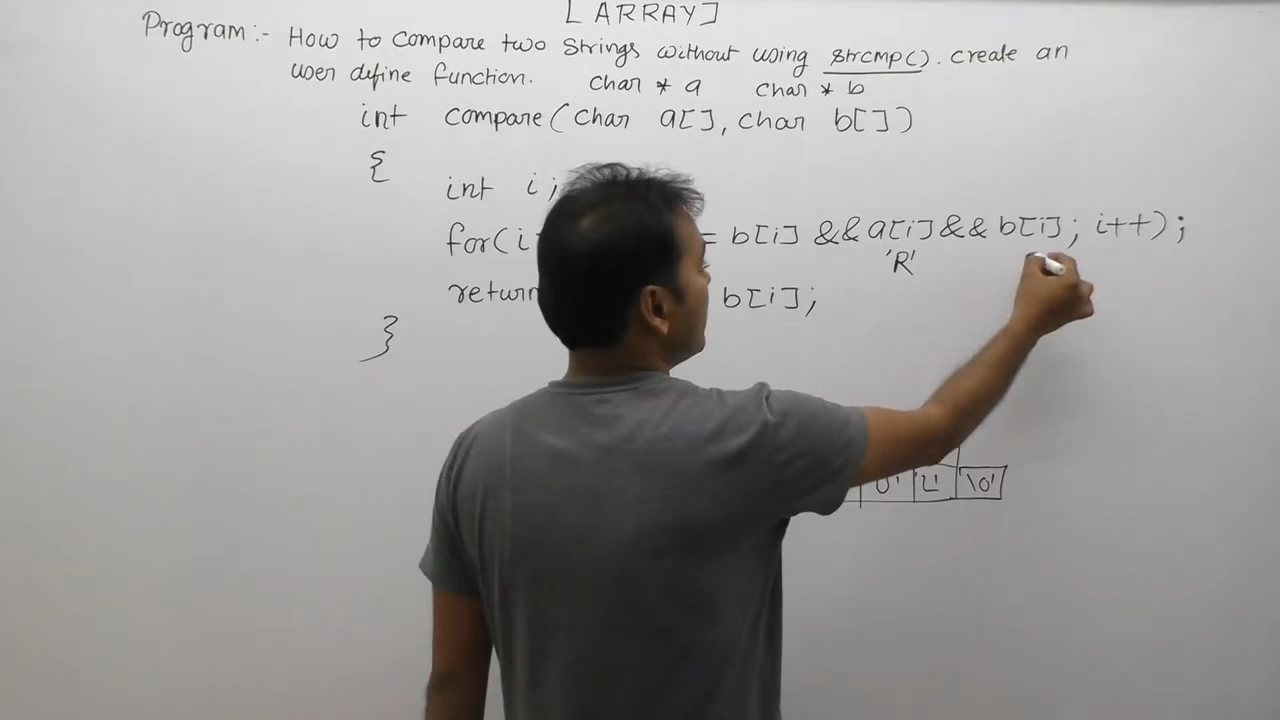 [ARRAY]
Program:- How to Compare two Strings without using strcmp(). create an
user define function. char * a char * b
int compare(char a[], char b[])
{
int i;
for(i = b[i] && a[i] && b[i]; i++);
'R'
return b[i];
}
'0' 'L' '\0'